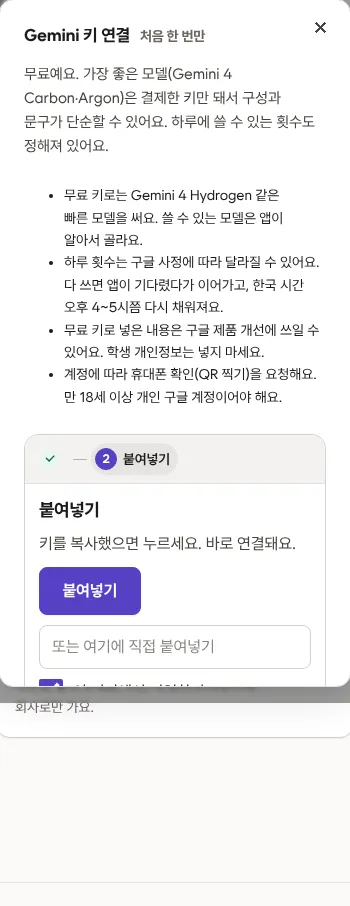 Gemini 키 연결 처음 한 번만
무료예요. 가장 좋은 모델(Gemini 4
Carbon·Argon)은 결제한 키만 돼서 구성과
문구가 단순할 수 있어요. 하루에 쓸 수 있는 횟수도
정해져 있어요.
무료 키로는 Gemini 4 Hydrogen 같은
빠른 모델을 써요. 쓸 수 있는 모델은 앱이
알아서 골라요.
하루 횟수는 구글 사정에 따라 달라질 수 있어요.
다 쓰면 앱이 기다렸다가 이어가고, 한국 시간
오후 4~5시쯤 다시 채워져요.
무료 키로 넣은 내용은 구글 제품 개선에 쓰일 수
있어요. 학생 개인정보는 넣지 마세요.
계정에 따라 휴대폰 확인(QR 찍기)을 요청해요.
만 18세 이상 개인 구글 계정이어야 해요.
2 붙여넣기
붙여넣기
키를 복사했으면 누르세요. 바로 연결돼요.
붙여넣기
또는 여기에 직접 붙여넣기
회사로만 가요.